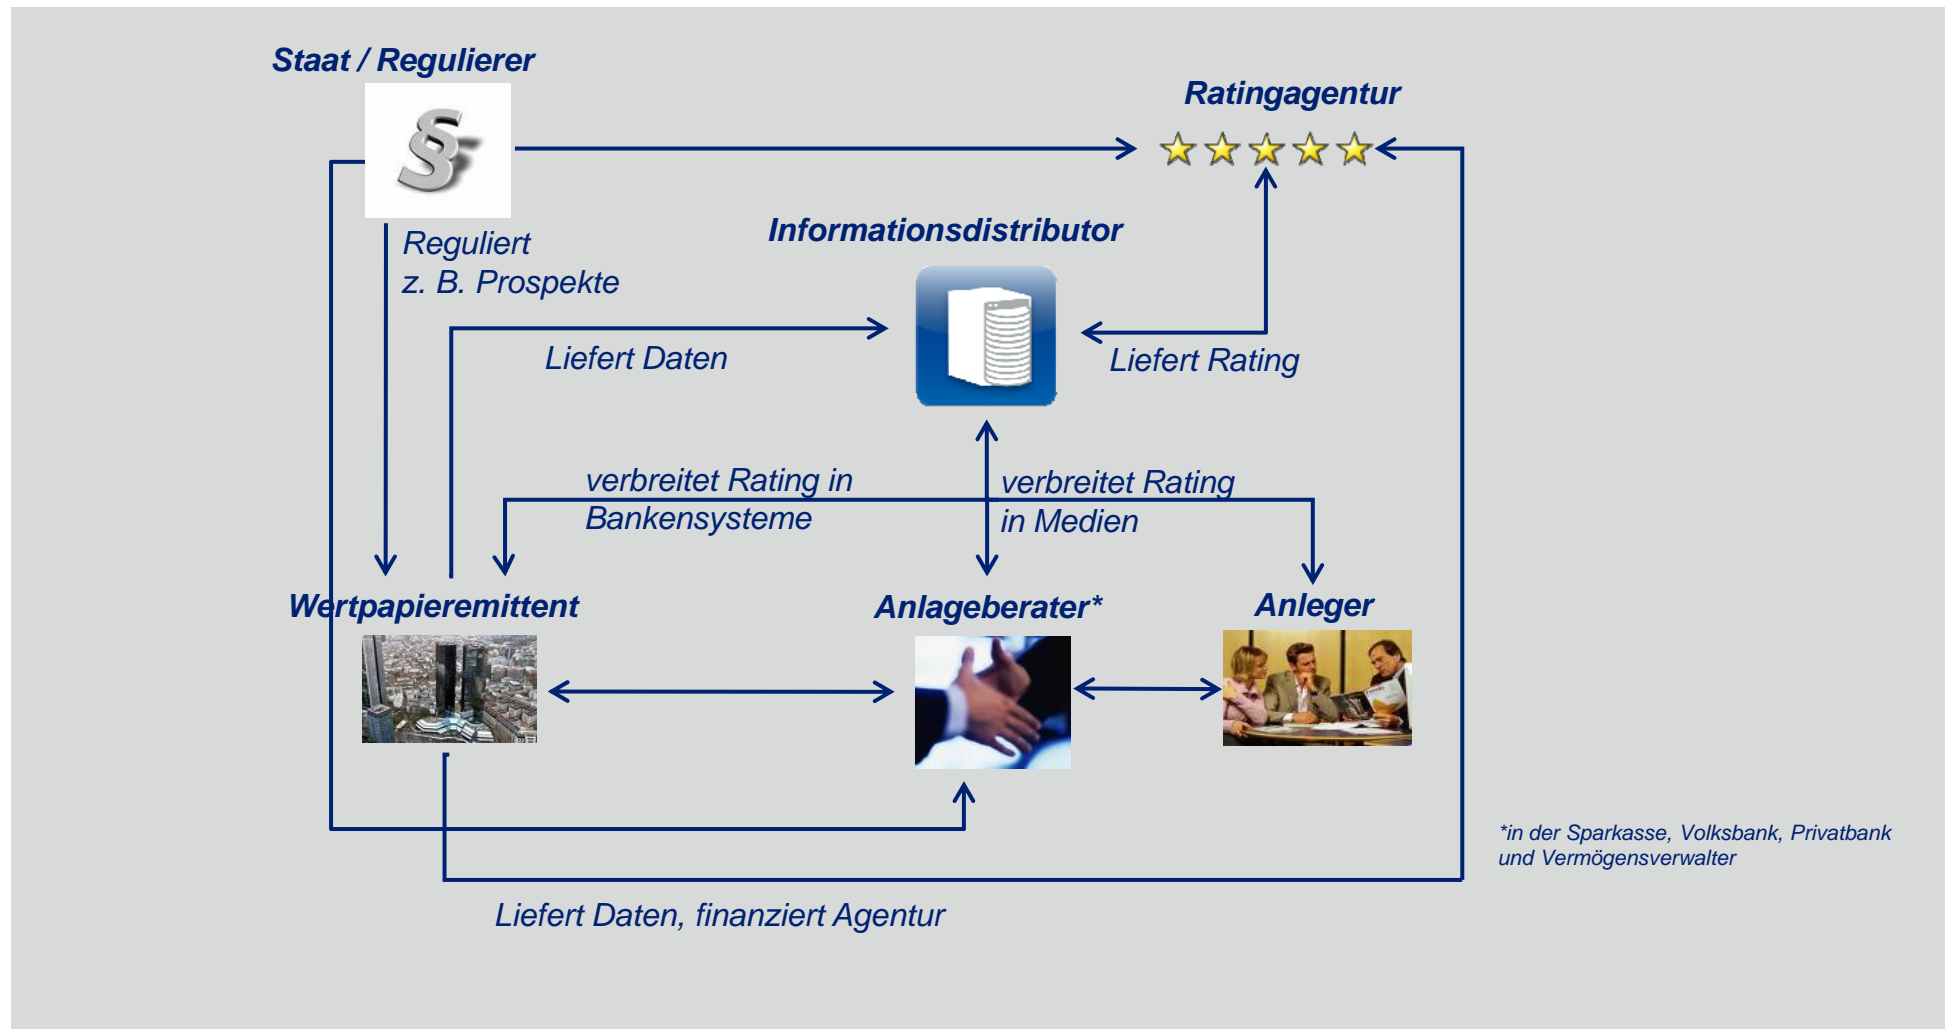 Staat / Regulierer
Ratingagentur
Informationsdistributor
Reguliert
z. B. Prospekte
Liefert Daten
Liefert Rating
verbreitet Rating in
Bankensysteme
verbreitet Rating
in Medien
Wertpapieremittent
Anlageberater*
Anleger
*in der Sparkasse, Volksbank, Privatbank
und Vermögensverwalter
Liefert Daten, finanziert Agentur